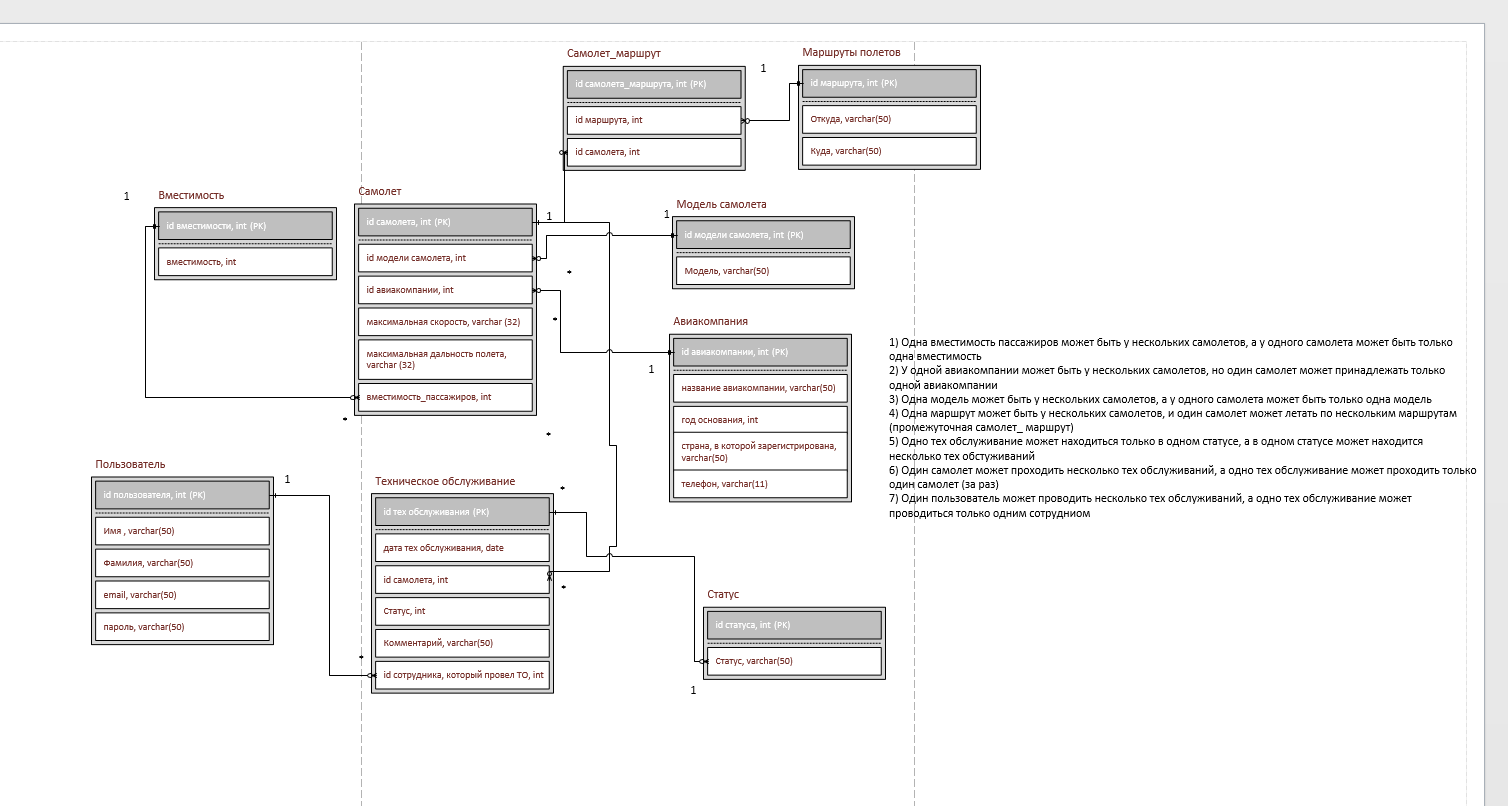 Самолет_маршрут
1
id самолета_маршрута, int (PK)
id маршрута, int
id самолета, int
Маршруты полетов
id маршрута, int (PK)
Откуда, varchar(50)
Куда, varchar(50)
1
Вместимость
id вместимости, int (PK)
вместимость, int
Самолет
id самолета, int (PK)
id модели самолета, int
id авиакомпании, int
максимальная скорость, varchar (32)
максимальная дальность полета,
varchar (32)
вместимость_пассажиров, int
*
1
*
*
*
1
Модель самолета
id модели самолета, int (PK)
Модель, varchar(50)
Авиакомпания
id авиакомпании, int (PK)
1
название авиакомпании, varchar(50)
год основания, int
страна, в которой зарегистрирована,
varchar(50)
телефон, varchar(11)
1) Одна вместимость пассажиров может быть у нескольких самолетов, а у одного самолета может быть только
одна вместимость
2) У одной авиакомпании может быть у нескольких самолетов, но один самолет может принадлежать только
одной авиакомпании
3) Одна модель может быть у нескольких самолетов, а у одного самолета может быть только одна модель
4) Одна маршрут может быть у нескольких самолетов, и один самолет может летать по нескольким маршрутам
(промежуточная самолет_ маршрут)
5) Одно тех обслуживание может находиться только в одном статусе, а в одном статусе может находится
несколько тех обстуживаний
6) Один самолет может проходить несколько тех обслуживаний, а одно тех обслуживание может проходить только
один самолет (за раз)
7) Один пользователь может проводить несколько тех обслуживаний, а одно тех обслуживание может
проводиться только одним сотрудниом
Пользователь
1
id пользователя, int (PK)
Имя , varchar(50)
Фамилия, varchar(50)
email, varchar(50)
пароль, varchar(50)
Техническое обслуживание
*
id тех обслуживания (PK)
дата тех обслуживания, date
id самолета, int
*
Статус, int
Комментарий, varchar(50)
*
id сотрудника, который провел ТО, int
Статус
id статуса, int (PK)
Статус, varchar(50)
1